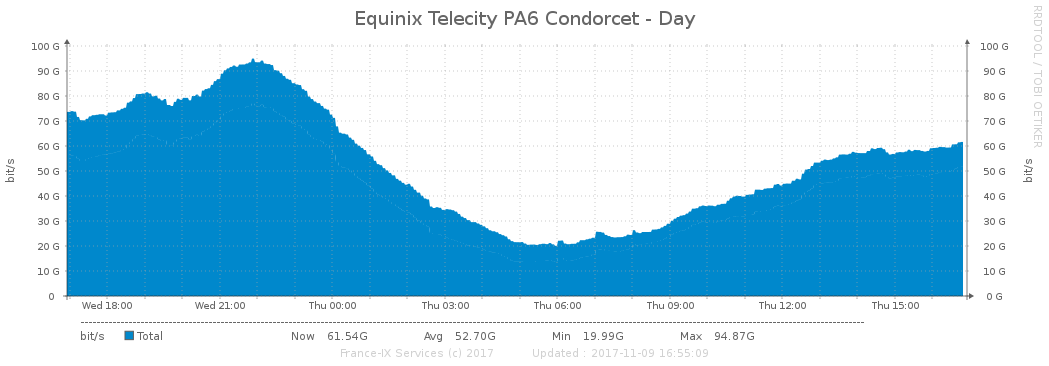 Equinix Telecity PA6 Condorcet - Day
RRDTOOL / TOBI OETIKER
bit/s
100 G 100 G
90 G 90 G
80 G 80 G
70 G 70 G
60 G 60 G
50 G 50 G
40 G 40 G
30 G 30 G
20 G 20 G
10 G 10 G
0 0 G
bit/s
Wed 18:00 Wed 21:00 Thu 00:00 Thu 03:00 Thu 06:00 Thu 09:00 Thu 12:00 Thu 15:00
bit/s Total Now 61.54G Avg 52.70G Min 19.99G Max 94.87G
France-IX Services (c) 2017 Updated : 2017-11-09 16:55:09